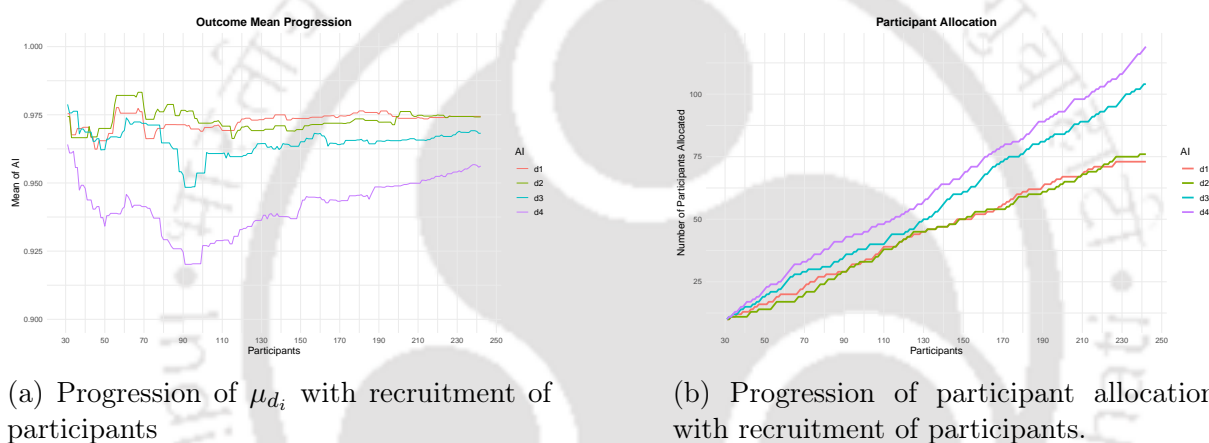 Outcome Mean Progression
1.000
0.975
0.950
0.925
0.900
Mean of AI
30 50 70 90 110 130 150 170 190 210 230 250
Participants
AI
d1
d2
d3
d4
(a) Progression of μ_{d_i} with recruitment of
participants
Participant Allocation
100
75
50
25
Number of Participants Allocated
30 50 70 90 110 130 150 170 190 210 230 250
Participants
AI
d1
d2
d3
d4
(b) Progression of participant allocation
with recruitment of participants.